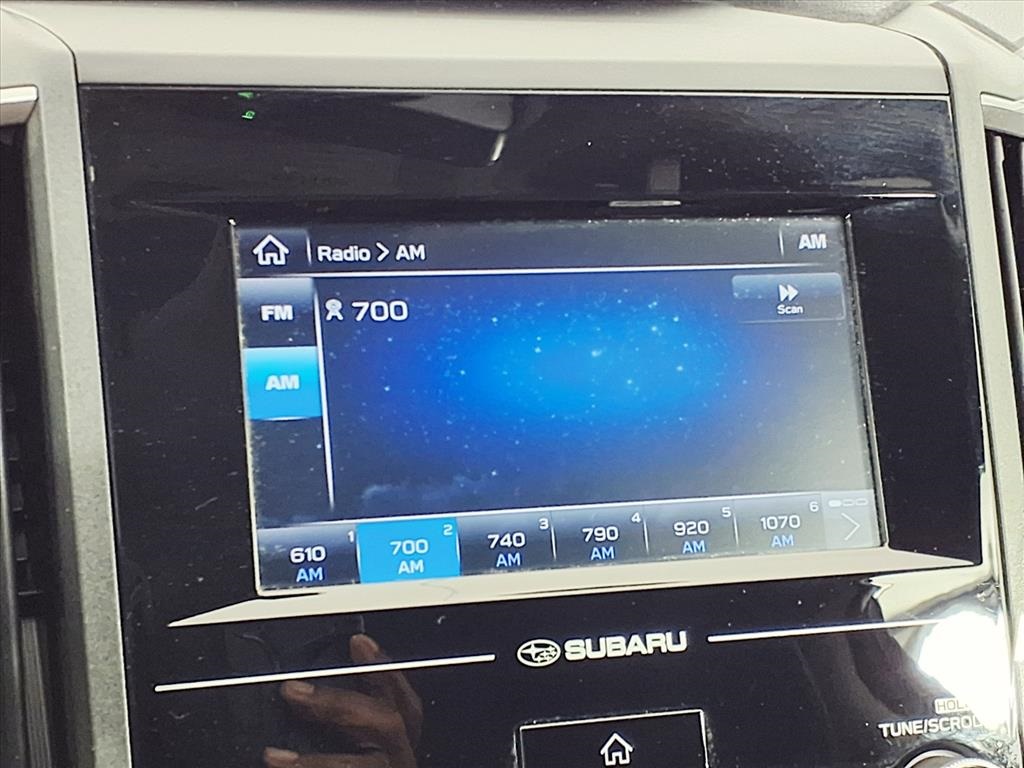 Radio > AM
AM
FM
700
Scan
AM
610 1
AM
700 2
AM
740 3
AM
790 4
AM
920 5
AM
1070 6
AM
SUBARU
TUNE/SCROLL